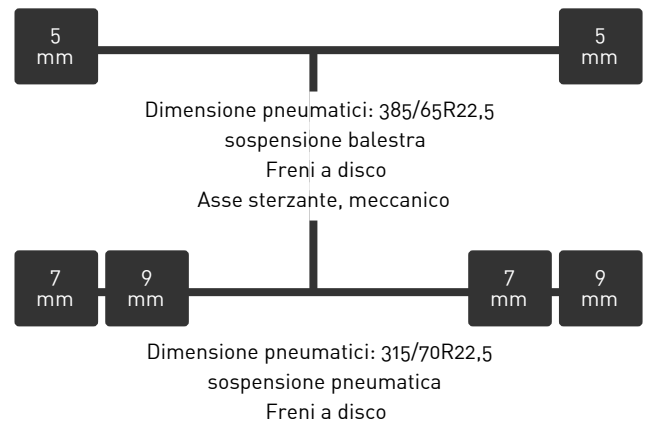 5
mm
5
mm
Dimensione pneumatici: 385/65R22,5
sospensione balestra
Freni a disco
Asse sterzante, meccanico
7
mm
9
mm
7
mm
9
mm
Dimensione pneumatici: 315/70R22,5
sospensione pneumatica
Freni a disco